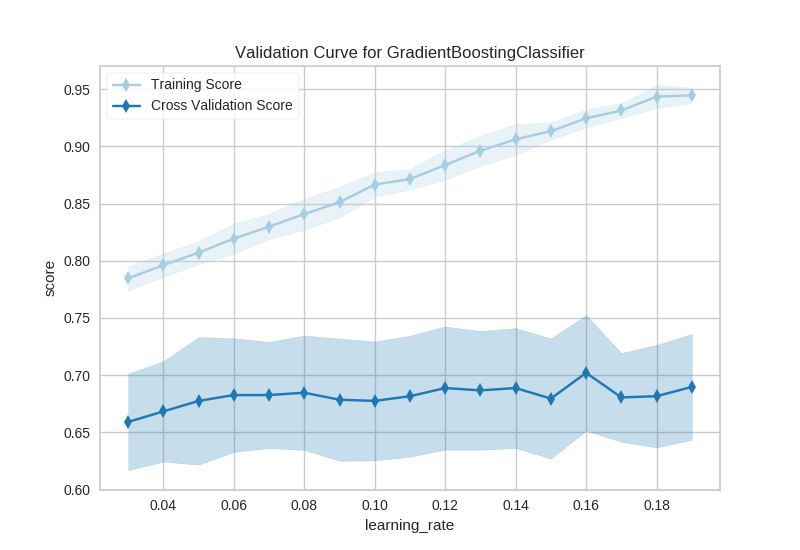 Validation Curve for GradientBoostingClassifier
Training Score
Cross Validation Score
0.95
0.90
0.85
0.80
0.75
0.70
0.65
0.60
score
0.04 0.06 0.08 0.10 0.12 0.14 0.16 0.18
learning_rate